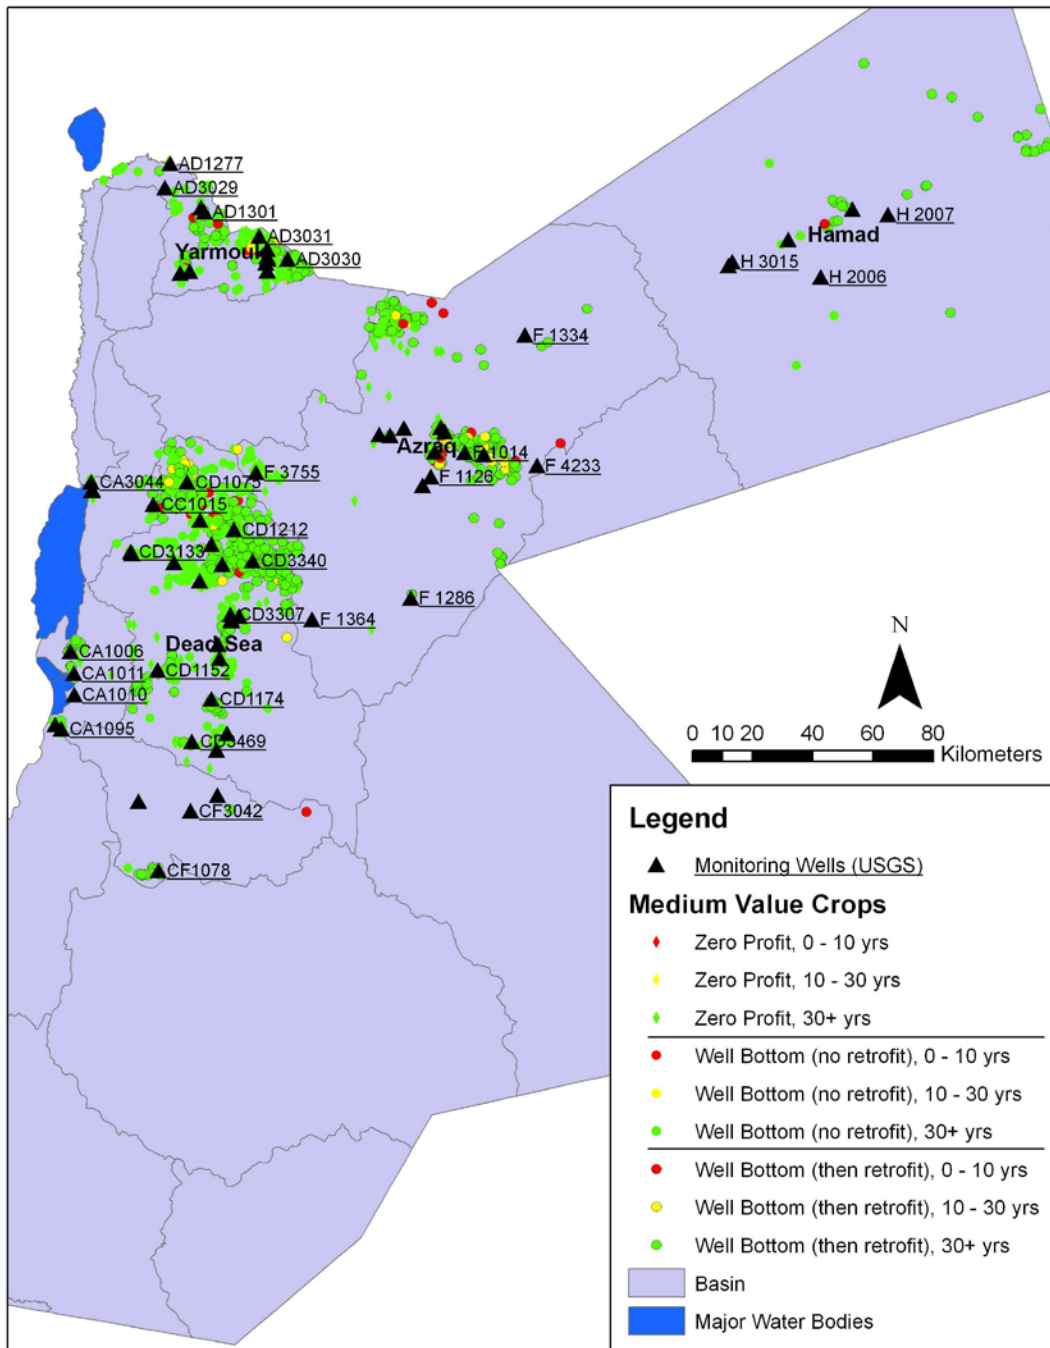 AD1277
AD3029
AD1301
H 2007
Hamad
AD3031
Yarmouk
AD3030
H 3015
H 2006
F 1334
Azraq
F 1014
F 4233
F 3755
F 1126
CA3044
CD1075
CC1015
CD1212
CD3133
CD3340
F 1286
CD3307
F 1364
Dead Sea
CA1006
CD1152
CA1011
CA1010
CD1174
CA1095
CD3469
CF3042
CF1078
N
0 10 20 40 60 80
Kilometers
Legend
Monitoring Wells (USGS)
Medium Value Crops
Zero Profit, 0 - 10 yrs
Zero Profit, 10 - 30 yrs
Zero Profit, 30+ yrs
Well Bottom (no retrofit), 0 - 10 yrs
Well Bottom (no retrofit), 10 - 30 yrs
Well Bottom (no retrofit), 30+ yrs
Well Bottom (then retrofit), 0 - 10 yrs
Well Bottom (then retrofit), 10 - 30 yrs
Well Bottom (then retrofit), 30+ yrs
Basin
Major Water Bodies